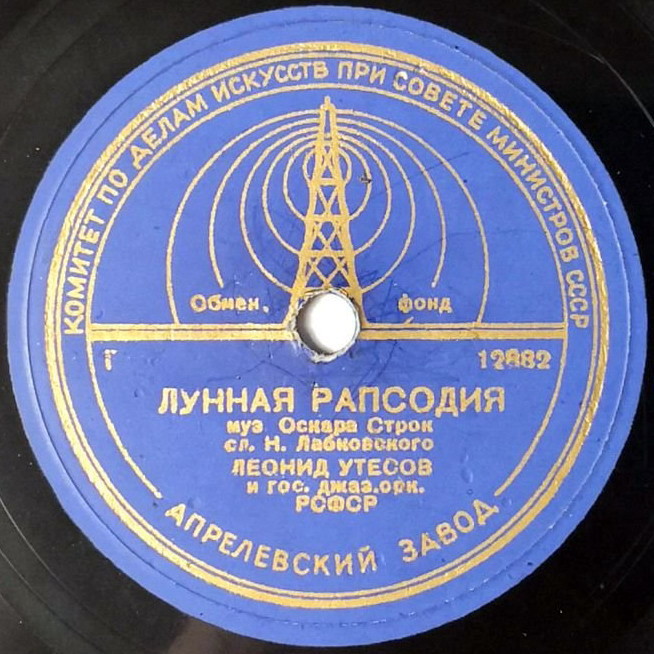 КОМИТЕТ ПО ДЕЛАМ ИСКУССТВ ПРИ СОВЕТЕ МИНИСТРОВ СССР
Обмен. фонд
Г 12882
ЛУННАЯ РАПСОДИЯ
муз. Оскара Строк
сл. Н. Лабковского
ЛЕОНИД УТЕСОВ
и гос. джаз.орк.
РСФСР
АПРЕЛЕВСКИЙ ЗАВОД